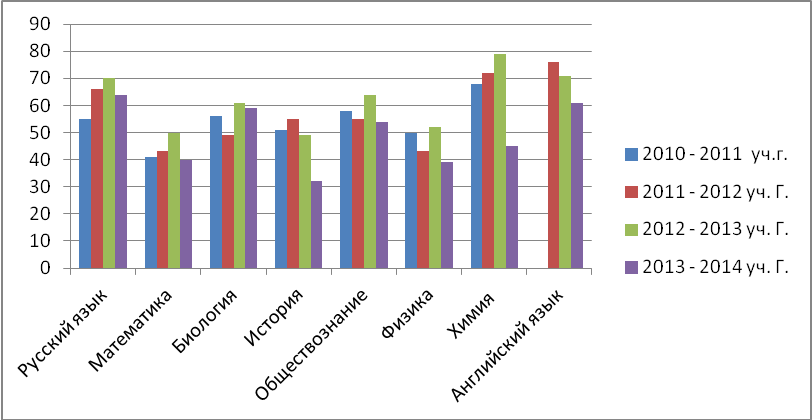 90
80
70
60
50
40
30
20
10
0
Русский язык
Математика
Биология
История
Обществознание
Физика
Химия
Английский язык
2010 - 2011 уч.г.
2011 - 2012 уч. Г.
2012 - 2013 уч. Г.
2013 - 2014 уч. Г.